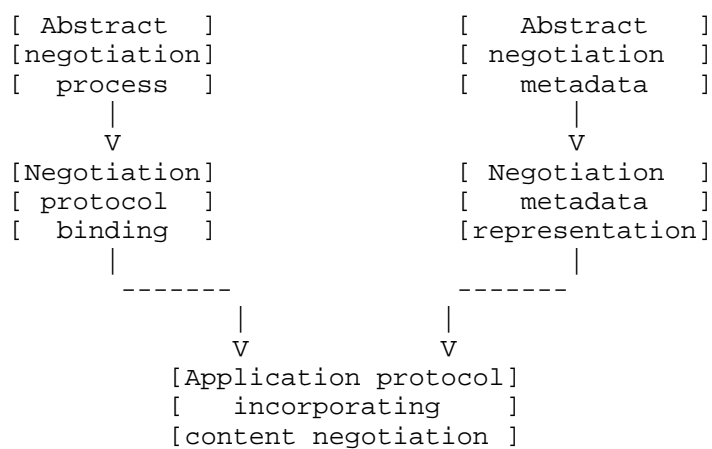 [ Abstract  ]                [   Abstract   ]
[negotiation]                [ negotiation  ]
[  process  ]                [   metadata   ]
      |                             |
      V                             V
[Negotiation]                [ Negotiation  ]
[ protocol  ]                [   metadata   ]
[  binding  ]                [representation]
      |                             |
       -------               -------
              |             |
              V             V
          [Application protocol]
          [   incorporating    ]
          [content negotiation ]